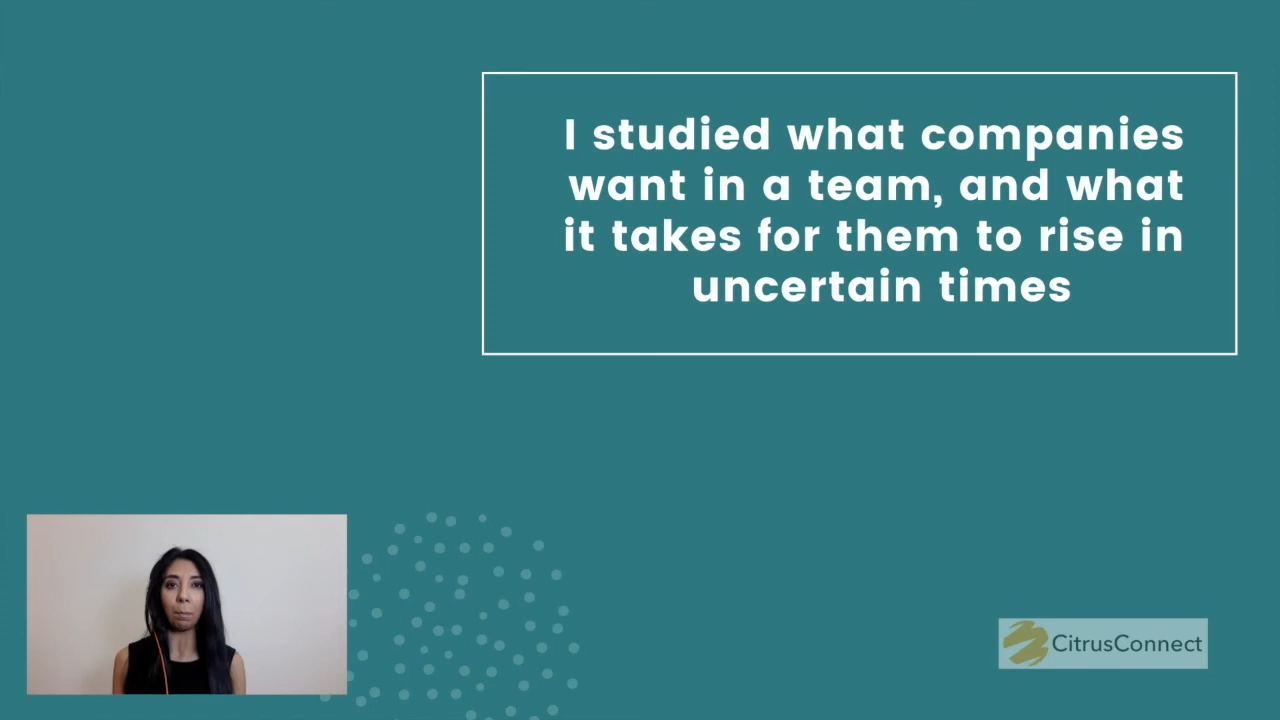 I studied what companies
want in a team, and what
it takes for them to rise in
uncertain times
CitrusConnect